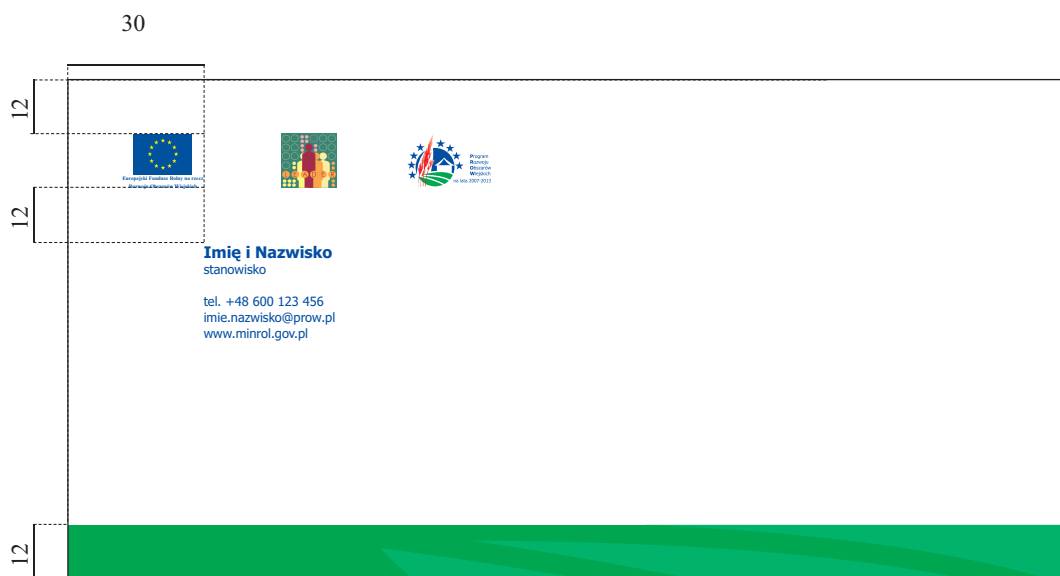 30
12
12
Europejski Fundusz Rolny na rzecz
Rozwoju Obszarów Wiejskich
LEADER
Program
Rozwoju
Obszarów
Wiejskich
na lata 2007-2013
Imię i Nazwisko
stanowisko
tel. +48 600 123 456
imie.nazwisko@prow.pl
www.minrol.gov.pl
12